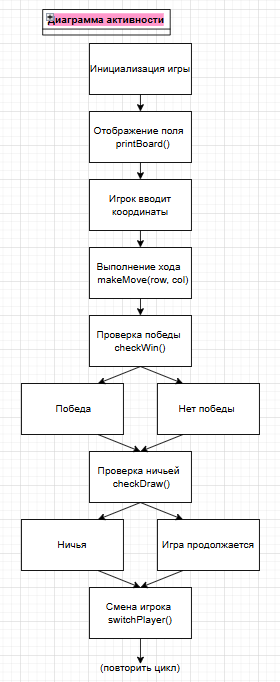 Диаграмма активности
Инициализация игры
Отображение поля
printBoard()
Игрок вводит
координаты
Выполнение хода
makeMove(row, col)
Проверка победы
checkWin()
Победа
Нет победы
Проверка ничьей
checkDraw()
Ничья
Игра продолжается
Смена игрока
switchPlayer()
(повторить цикл)